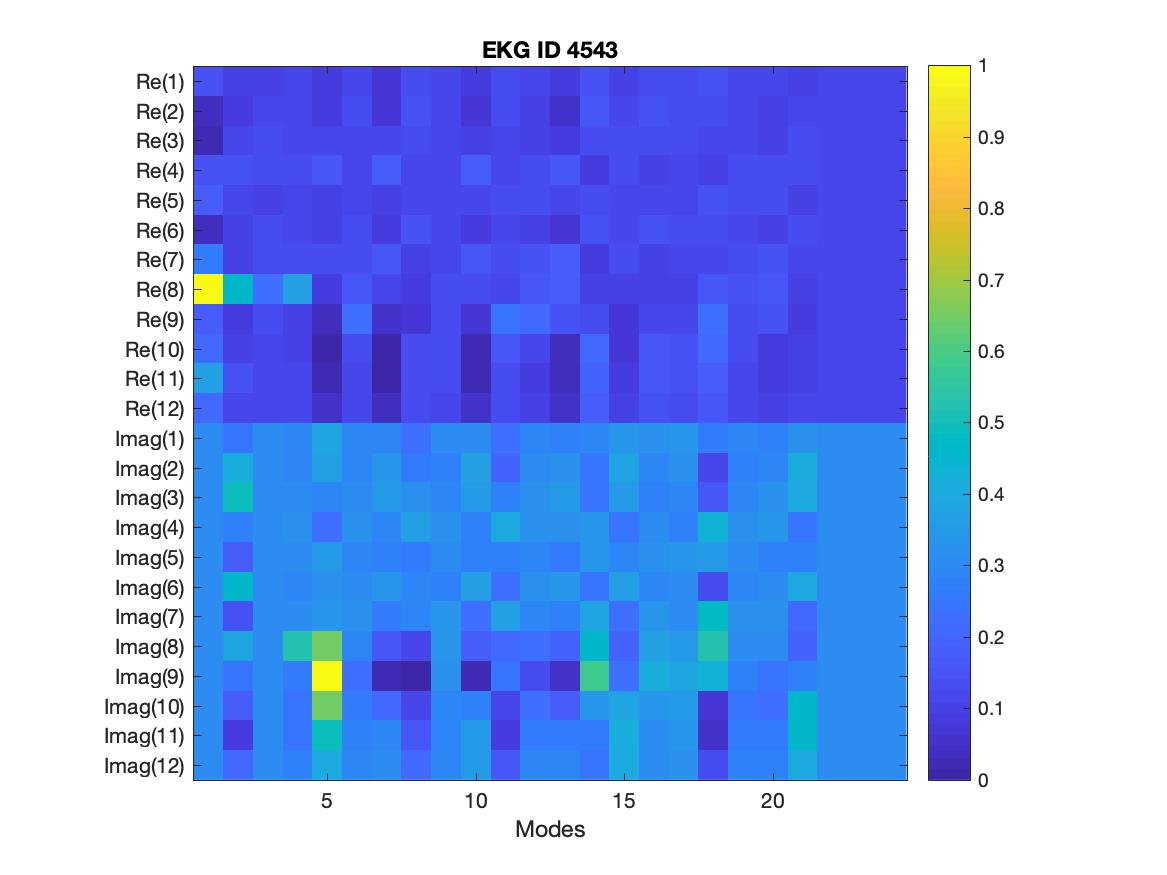 EKG ID 4543
Re(1)
Re(2)
Re(3)
Re(4)
Re(5)
Re(6)
Re(7)
Re(8)
Re(9)
Re(10)
Re(11)
Re(12)
Imag(1)
Imag(2)
Imag(3)
Imag(4)
Imag(5)
Imag(6)
Imag(7)
Imag(8)
Imag(9)
Imag(10)
Imag(11)
Imag(12)
5 10 15 20
Modes
1
0.9
0.8
0.7
0.6
0.5
0.4
0.3
0.2
0.1
0